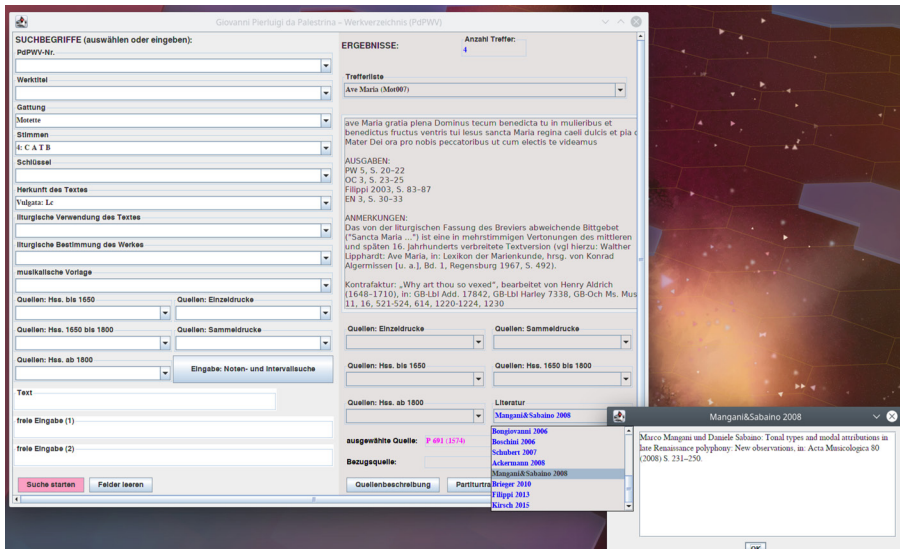 Giovanni Pierluigi da Palestrina – Werkverzeichnis (PdPWV)
SUCHBEGRIFFE (auswählen oder eingeben):
PdPWV-Nr.
Werktitel
Gattung
Motette
Stimmen
4: C A T B
Schlüssel
Herkunft des Textes
Vulgata: Lc
liturgische Verwendung des Textes
liturgische Bestimmung des Werkes
musikalische Vorlage
Quellen: Hss. bis 1650
Quellen: Einzeldrucke
Quellen: Hss. 1650 bis 1800
Quellen: Sammeldrucke
Quellen: Hss. ab 1800
Eingabe: Noten- und Intervallsuche
Text
freie Eingabe (1)
freie Eingabe (2)
Suche starten
Felder leeren
ERGEBNISSE:
Anzahl Treffer:
4
Trefferliste
Ave Maria (Mot007)
ave Maria gratia plena Dominus tecum benedicta tu in mulieribus et
benedictus fructus ventris tui Iesus sancta Maria regina caeli dulcis et pia o
Mater Dei ora pro nobis peccatoribus ut cum electis te videamus
AUSGABEN:
PW 5, S. 20–22
OC 3, S. 23–25
Filippi 2003, S. 83–87
EN 3, S. 30–33
ANMERKUNGEN:
Das von der liturgischen Fassung des Breviers abweichende Bittgebet
("Sancta Maria ...") ist eine in mehrstimmigen Vertonungen des mittleren
und späten 16. Jahrhunderts verbreitete Textversion (vgl hierzu: Walther
Lipphardt: Ave Maria, in: Lexikon der Marienkunde, hrsg. von Konrad
Algermissen [u. a.], Bd. 1, Regensburg 1967, S. 492).
Kontrafaktur: „Why art thou so vexed“, bearbeitet von Henry Aldrich
(1648–1710), in: GB-Lbl Add. 17842, GB-Lbl Harley 7338, GB-Och Ms. Mus
11, 16, 521-524, 614, 1220-1224, 1230
Quellen: Einzeldrucke
Quellen: Sammeldrucke
Quellen: Hss. bis 1650
Quellen: Hss. 1650 bis 1800
Quellen: Hss. ab 1800
Literatur
Mangani&Sabaino 2008
Bongiovanni 2006
Boschini 2006
Schubert 2007
Ackermann 2008
Mangani&Sabaino 2008
Brieger 2010
Filippi 2013
Kirsch 2015
ausgewählte Quelle:
P 691 (1574)
Bezugsquelle:
Quellenbeschreibung
Partiturtra
Mangani&Sabaino 2008
Marco Mangani und Daniele Sabaino: Tonal types and modal attributions in
late Renaissance polyphony: New observations, in: Acta Musicologica 80
(2008) S. 231–250.
OK